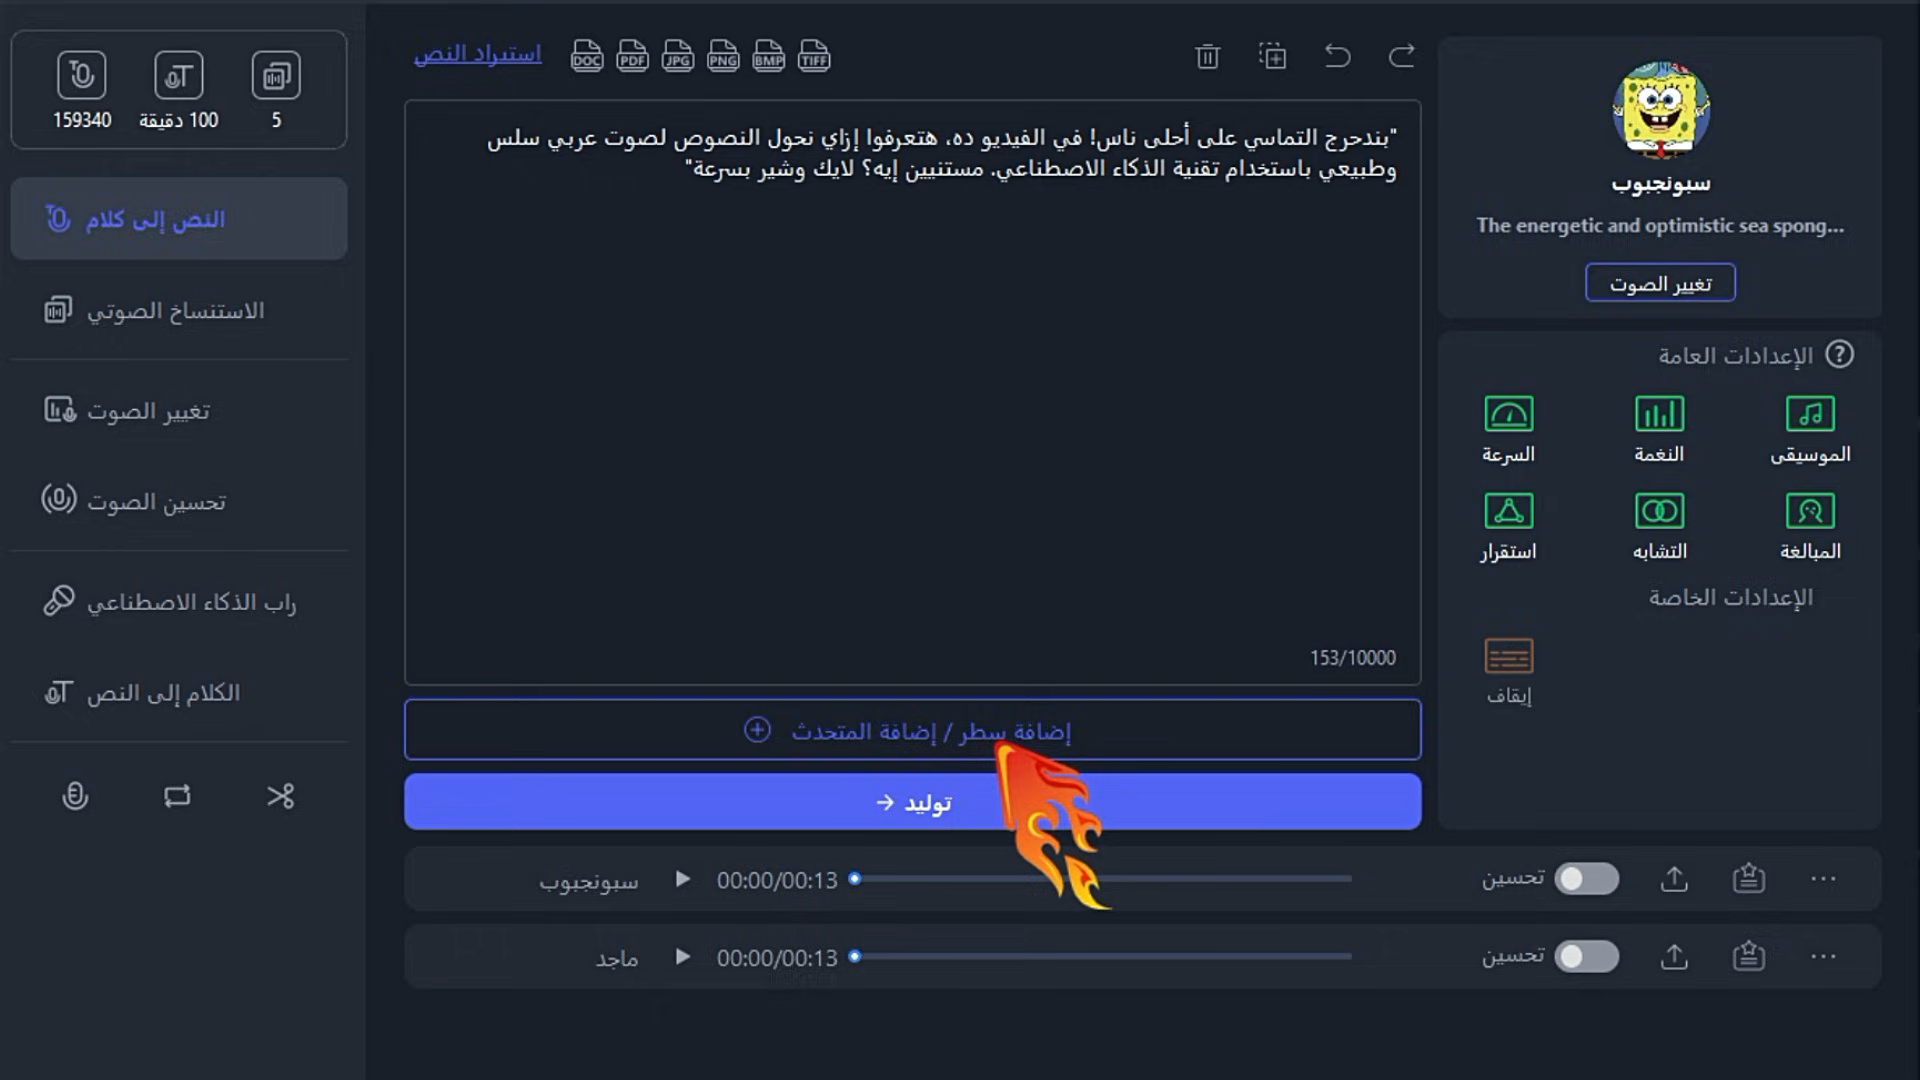 159340
100 دقيقة
5
النص إلى كلام
الاستنساخ الصوتي
تغيير الصوت
تحسين الصوت
راب الذكاء الاصطناعي
الكلام إلى النص
استيراد النص
DOC
PDF
JPG
PNG
BMP
TIFF
"بندحرج التماسي على أحلى ناس! في الفيديو ده، هتعرفوا إزاي نحول النصوص لصوت عربي سلس
وطبيعي باستخدام تقنية الذكاء الاصطناعي. مستنيين إيه؟ لايك وشير بسرعة"
153/10000
إضافة سطر / إضافة المتحدث
توليد
سبونجبوب
The energetic and optimistic sea spong...
تغيير الصوت
الإعدادات العامة
السرعة
النغمة
الموسيقى
استقرار
التشابه
المبالغة
الإعدادات الخاصة
إيقاف
سبونجبوب
00:00/00:13
تحسين
ماجد
00:00/00:13
تحسين